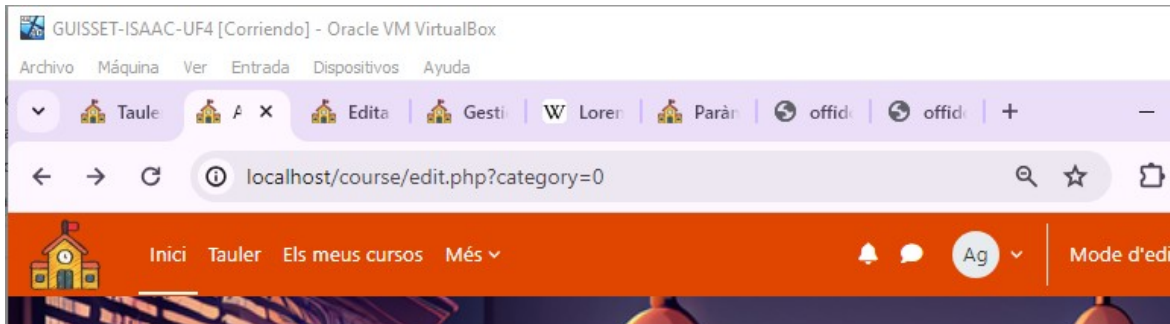 GUISSET-ISAAC-UF4 [Corriendo] - Oracle VM VirtualBox
Archivo Máquina Ver Entrada Dispositivos Ayuda
Taule A Edita Gesti W Loren Paràn offid offid
localhost/course/edit.php?category=0
Inici Tauler Els meus cursos Més Ag Mode d'edi